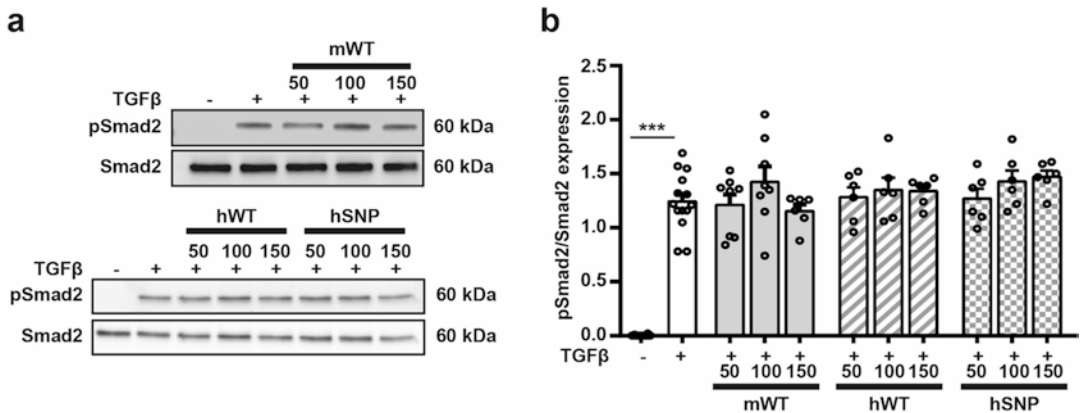 a
mWT
50 100 150
TGFβ - + + + +
pSmad2 60 kDa
Smad2 60 kDa
hWT hSNP
50 100 150 50 100 150
TGFβ - + + + + + + +
pSmad2 60 kDa
Smad2 60 kDa
b
pSmad2/Smad2 expression
2.5
2.0
1.5
1.0
0.5
0.0
***
TGFβ - + + + + + + + + + +
50 100 150 50 100 150 50 100 150
mWT hWT hSNP